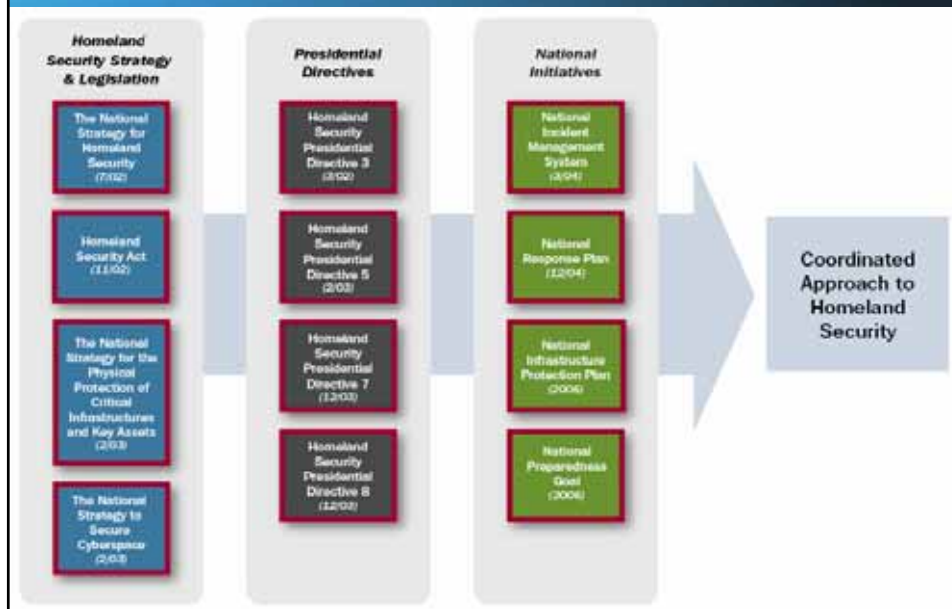 Homeland
Security Strategy
& Legislation
The National
Strategy for
Homeland
Security
(7/02)
Homeland
Security Act
(11/02)
The National
Strategy for the
Physical
Protection of
Critical
Infrastructures
and Key Assets
(2/03)
The National
Strategy to
Secure
Cyberspace
(2/03)
Presidential
Directives
Homeland
Security
Presidential
Directive 3
(3/02)
Homeland
Security
Presidential
Directive 5
(2/03)
Homeland
Security
Presidential
Directive 7
(12/03)
Homeland
Security
Presidential
Directive 8
(12/03)
National
Initiatives
National
Incident
Management
System
(3/04)
National
Response Plan
(12/04)
National
Infrastructure
Protection Plan
(2006)
National
Preparedness
Goal
(2006)
Coordinated
Approach to
Homeland
Security